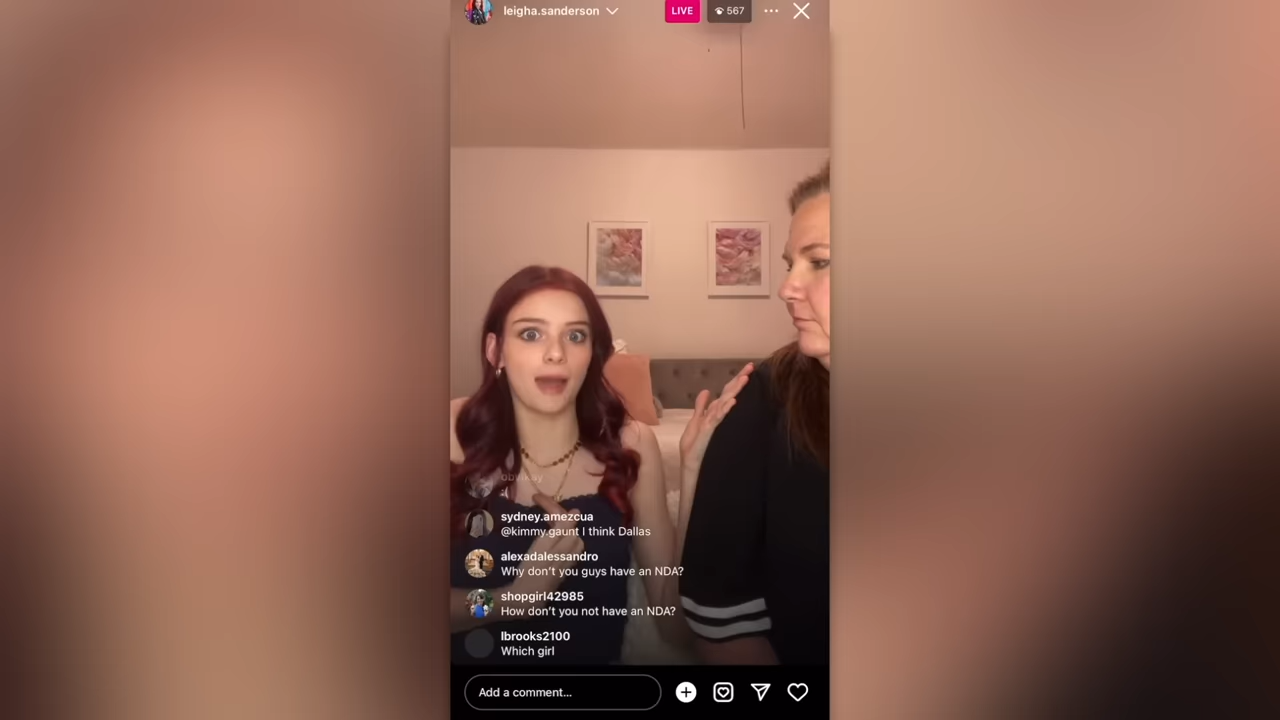 leigha.sanderson
LIVE
567
sydney.amezcua
@kimmy.gaunt I think Dallas
alexadalessandro
Why don't you guys have an NDA?
shopgirl42985
How don't you not have an NDA?
lbrooks2100
Which girl
Add a comment...